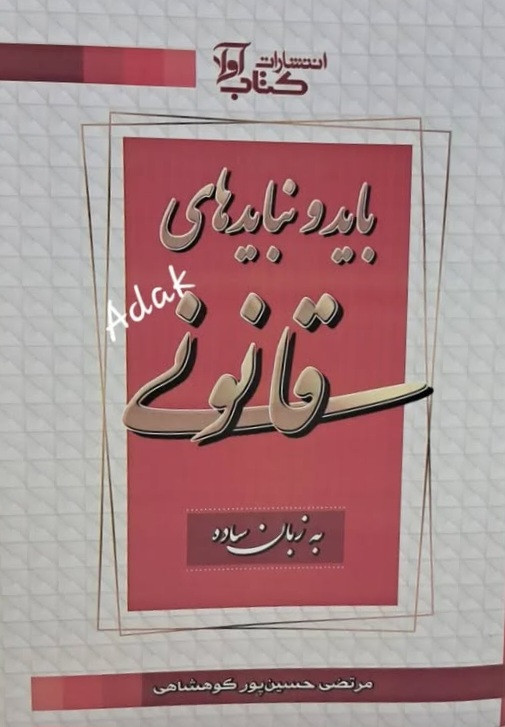 انتشارات
کتاب آوا
باید و نبایدهای
Adak
قانونی
به زبان ساده
مرتضی حسین‌پور کوهشاهی